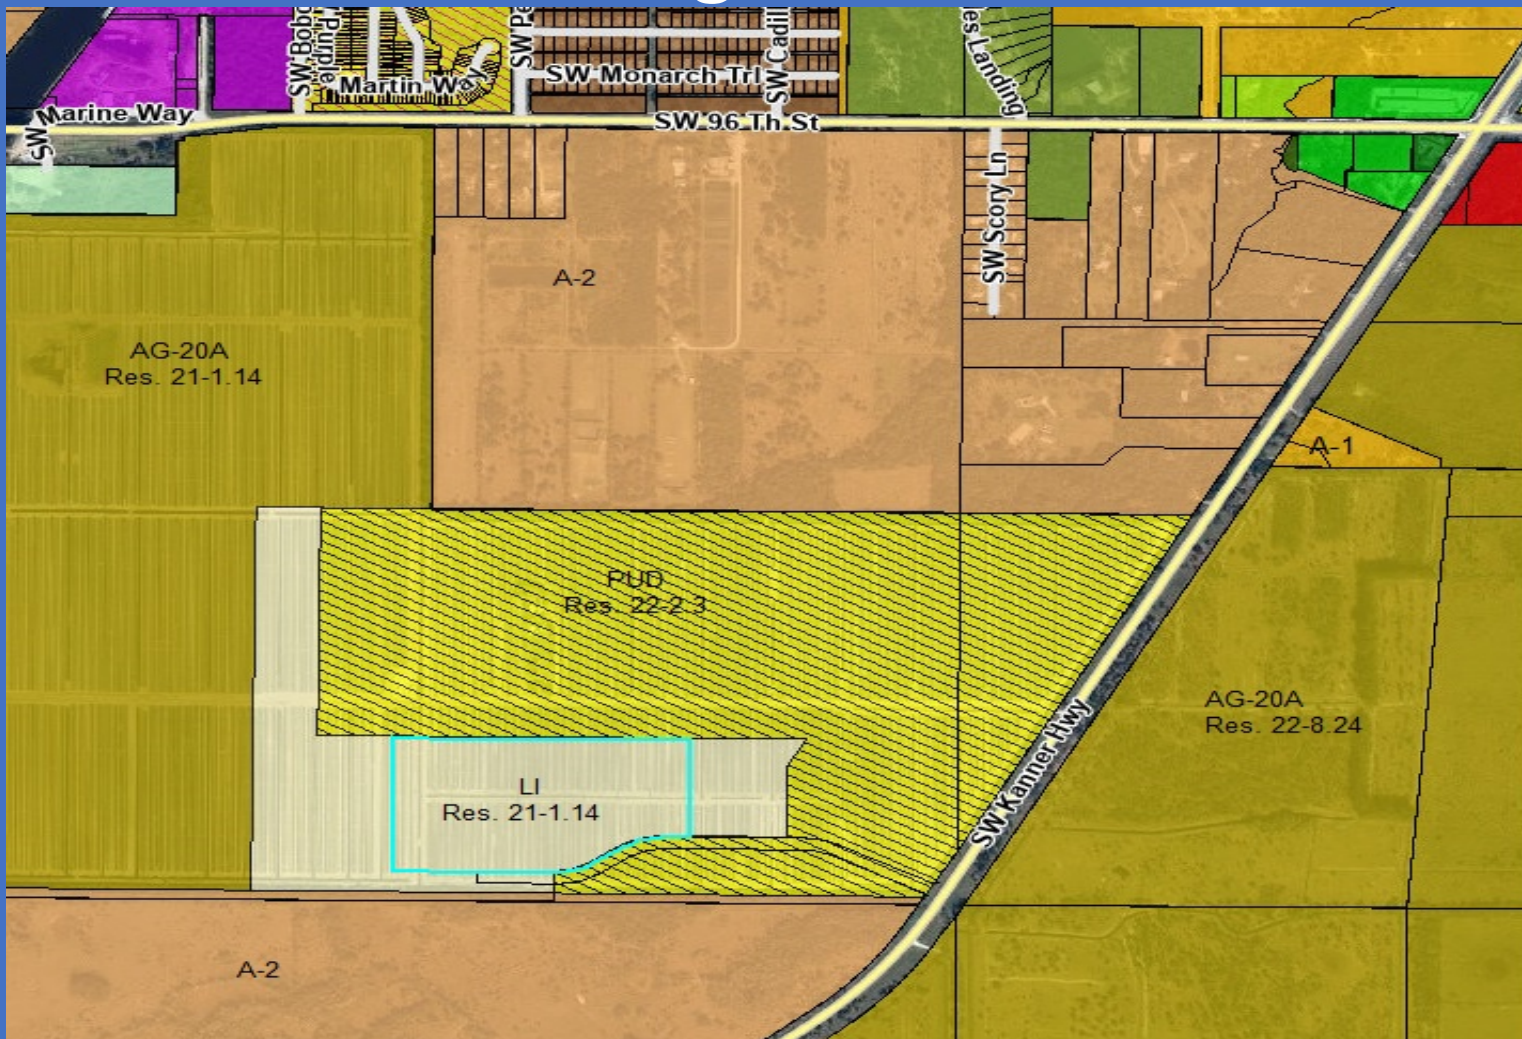 SW Bobo
Purple
SW Pe
SW Cadill
es Landing
SW Monarch Trl
Martin Way
Marine Way
SW
SW 96 Th St
SW Scory Ln
A-2
AG-20A
Res. 21-1.14
A-1
PUD
Res. 22-2.3
AG-20A
Res. 22-8.24
SW Kanner Hwy
LI
Res. 21-1.14
A-2